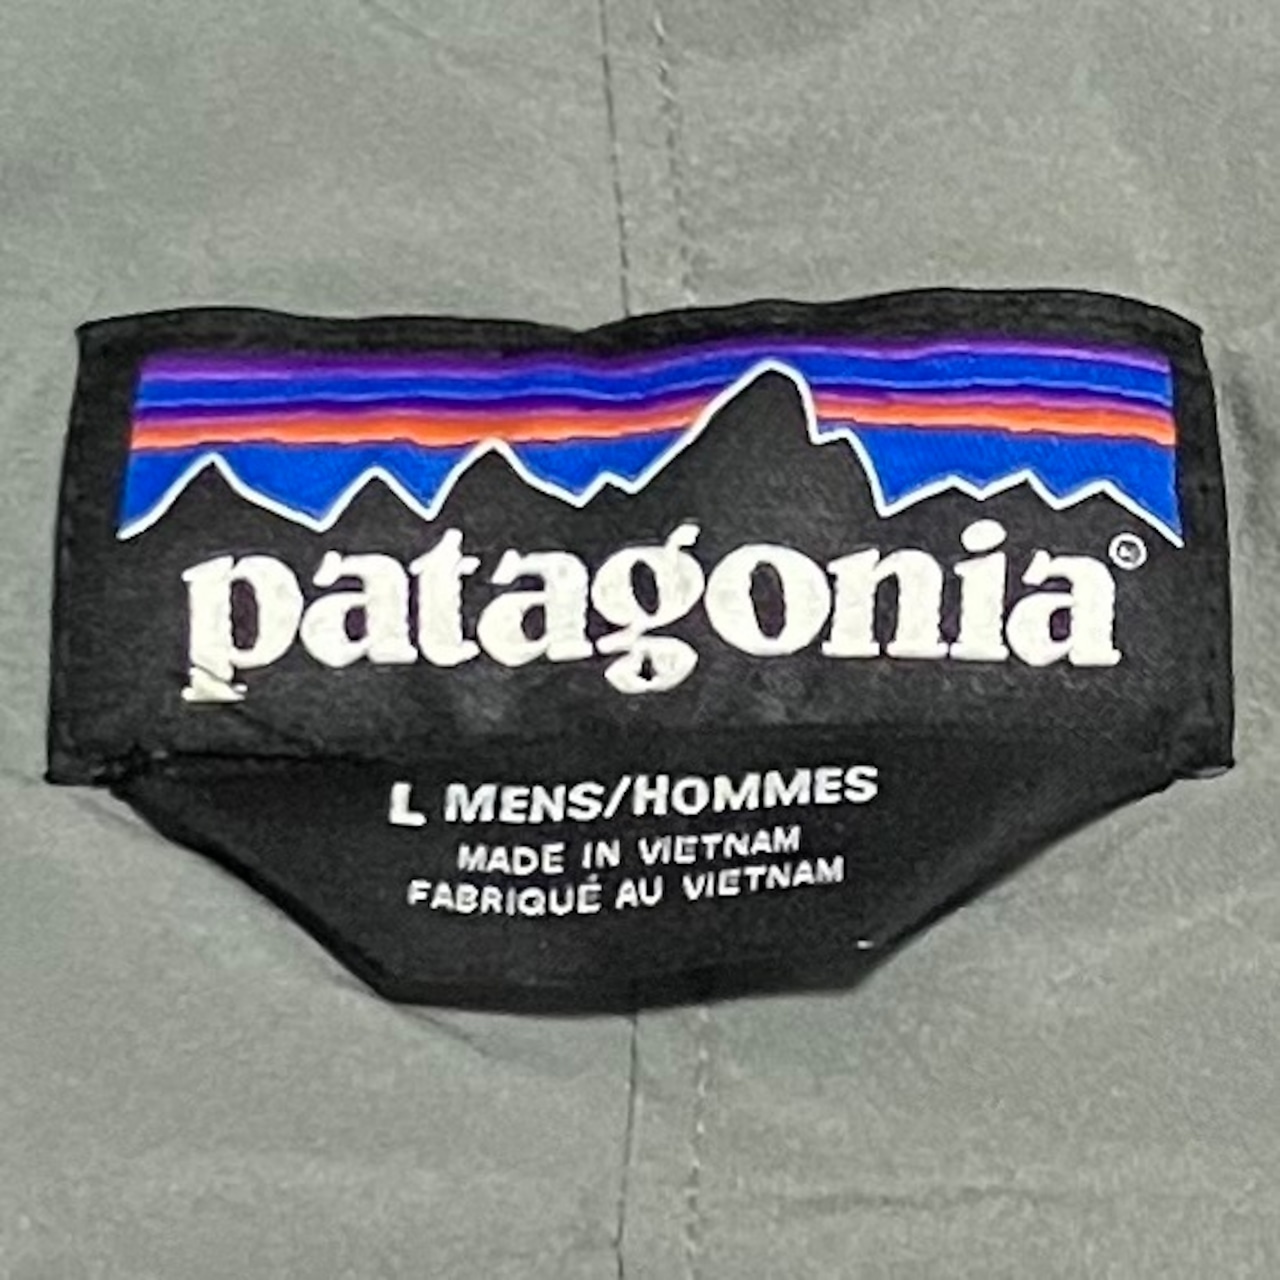 patagonia®
L MENS/HOMMES
MADE IN VIETNAM
FABRIQUÉ AU VIETNAM